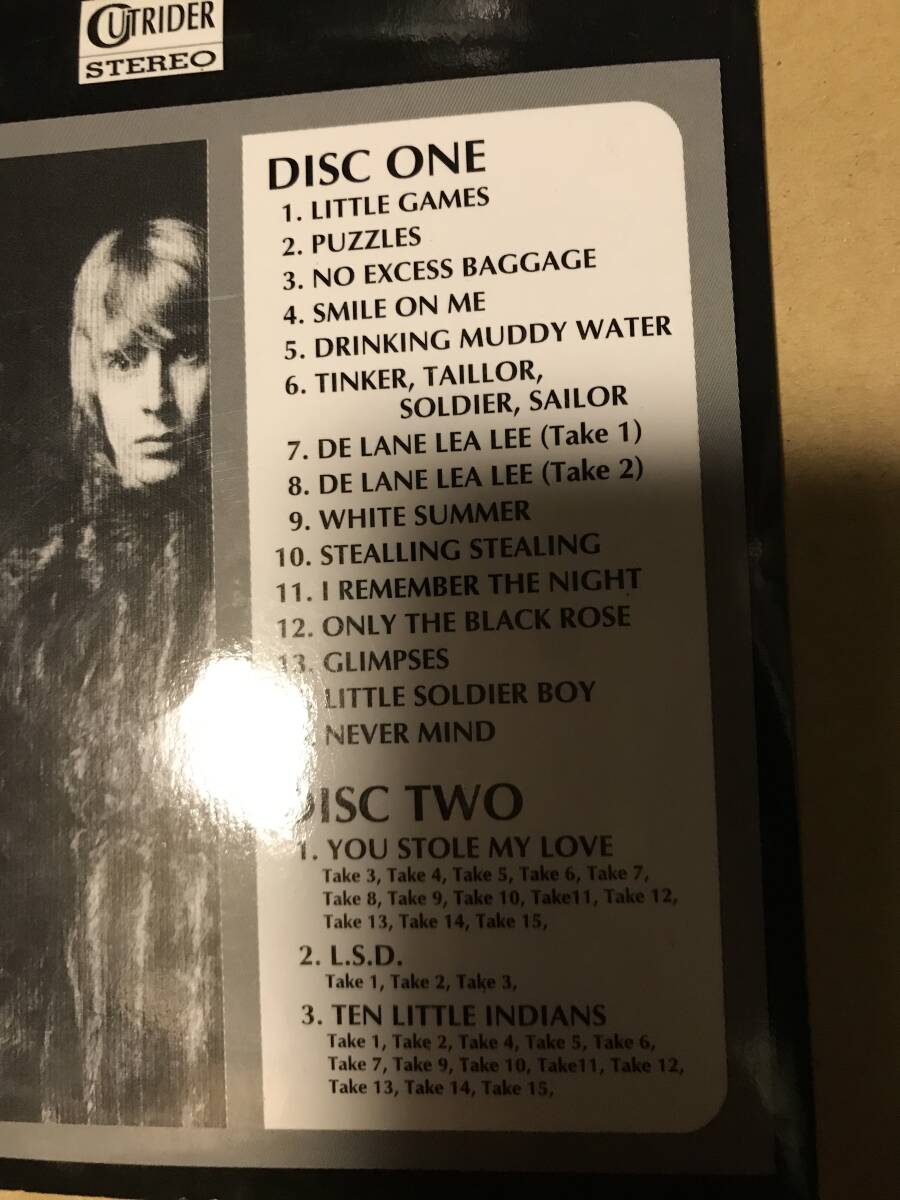 OUTRIDER
STEREO
DISC ONE
1. LITTLE GAMES
2. PUZZLES
3. NO EXCESS BAGGAGE
4. SMILE ON ME
5. DRINKING MUDDY WATER
6. TINKER, TAILLOR,
SOLDIER, SAILOR
7. DE LANE LEA LEE (Take 1)
8. DE LANE LEA LEE (Take 2)
9. WHITE SUMMER
10. STEALLING STEALING
11. I REMEMBER THE NIGHT
12. ONLY THE BLACK ROSE
13. GLIMPSES
LITTLE SOLDIER BOY
NEVER MIND
DISC TWO
1. YOU STOLE MY LOVE
Take 3, Take 4, Take 5, Take 6, Take 7,
Take 8, Take 9, Take 10, Take11, Take 12,
Take 13, Take 14, Take 15,
2. L.S.D.
Take 1, Take 2, Take 3,
3. TEN LITTLE INDIANS
Take 1, Take 2, Take 4, Take 5, Take 6,
Take 7, Take 9, Take 10, Take11, Take 12,
Take 13, Take 14, Take 15,